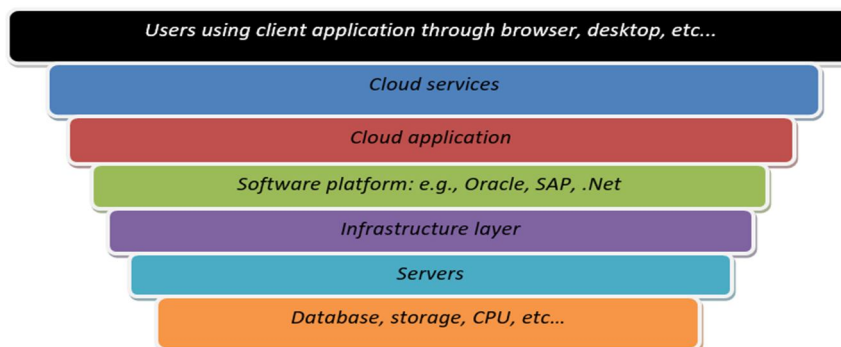 Users using client application through browser, desktop, etc...
Cloud services
Cloud application
Software platform: e.g., Oracle, SAP, .Net
Infrastructure layer
Servers
Database, storage, CPU, etc...